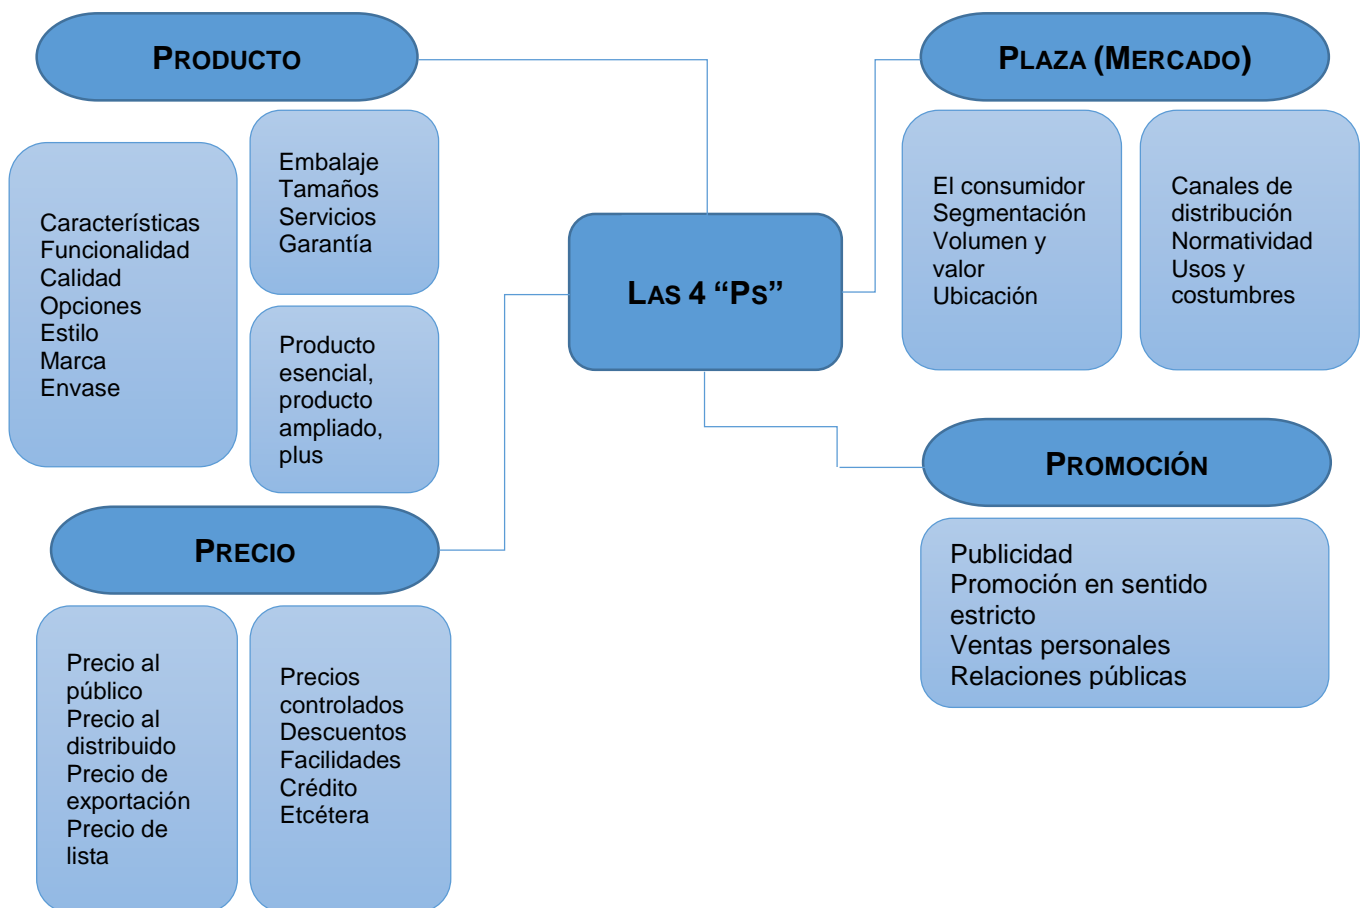 PRODUCTO
Características
Funcionalidad
Calidad
Opciones
Estilo
Marca
Envase
Embalaje
Tamaños
Servicios
Garantía
Producto
esencial,
producto
ampliado,
plus
LAS 4 “PS”
PLAZA (MERCADO)
El consumidor
Segmentación
Volumen y
valor
Ubicación
Canales de
distribución
Normatividad
Usos y
costumbres
PRECIO
Precio al
público
Precio al
distribuido
Precio de
exportación
Precio de
lista
Precios
controlados
Descuentos
Facilidades
Crédito
Etcétera
PROMOCIÓN
Publicidad
Promoción en sentido
estricto
Ventas personales
Relaciones públicas